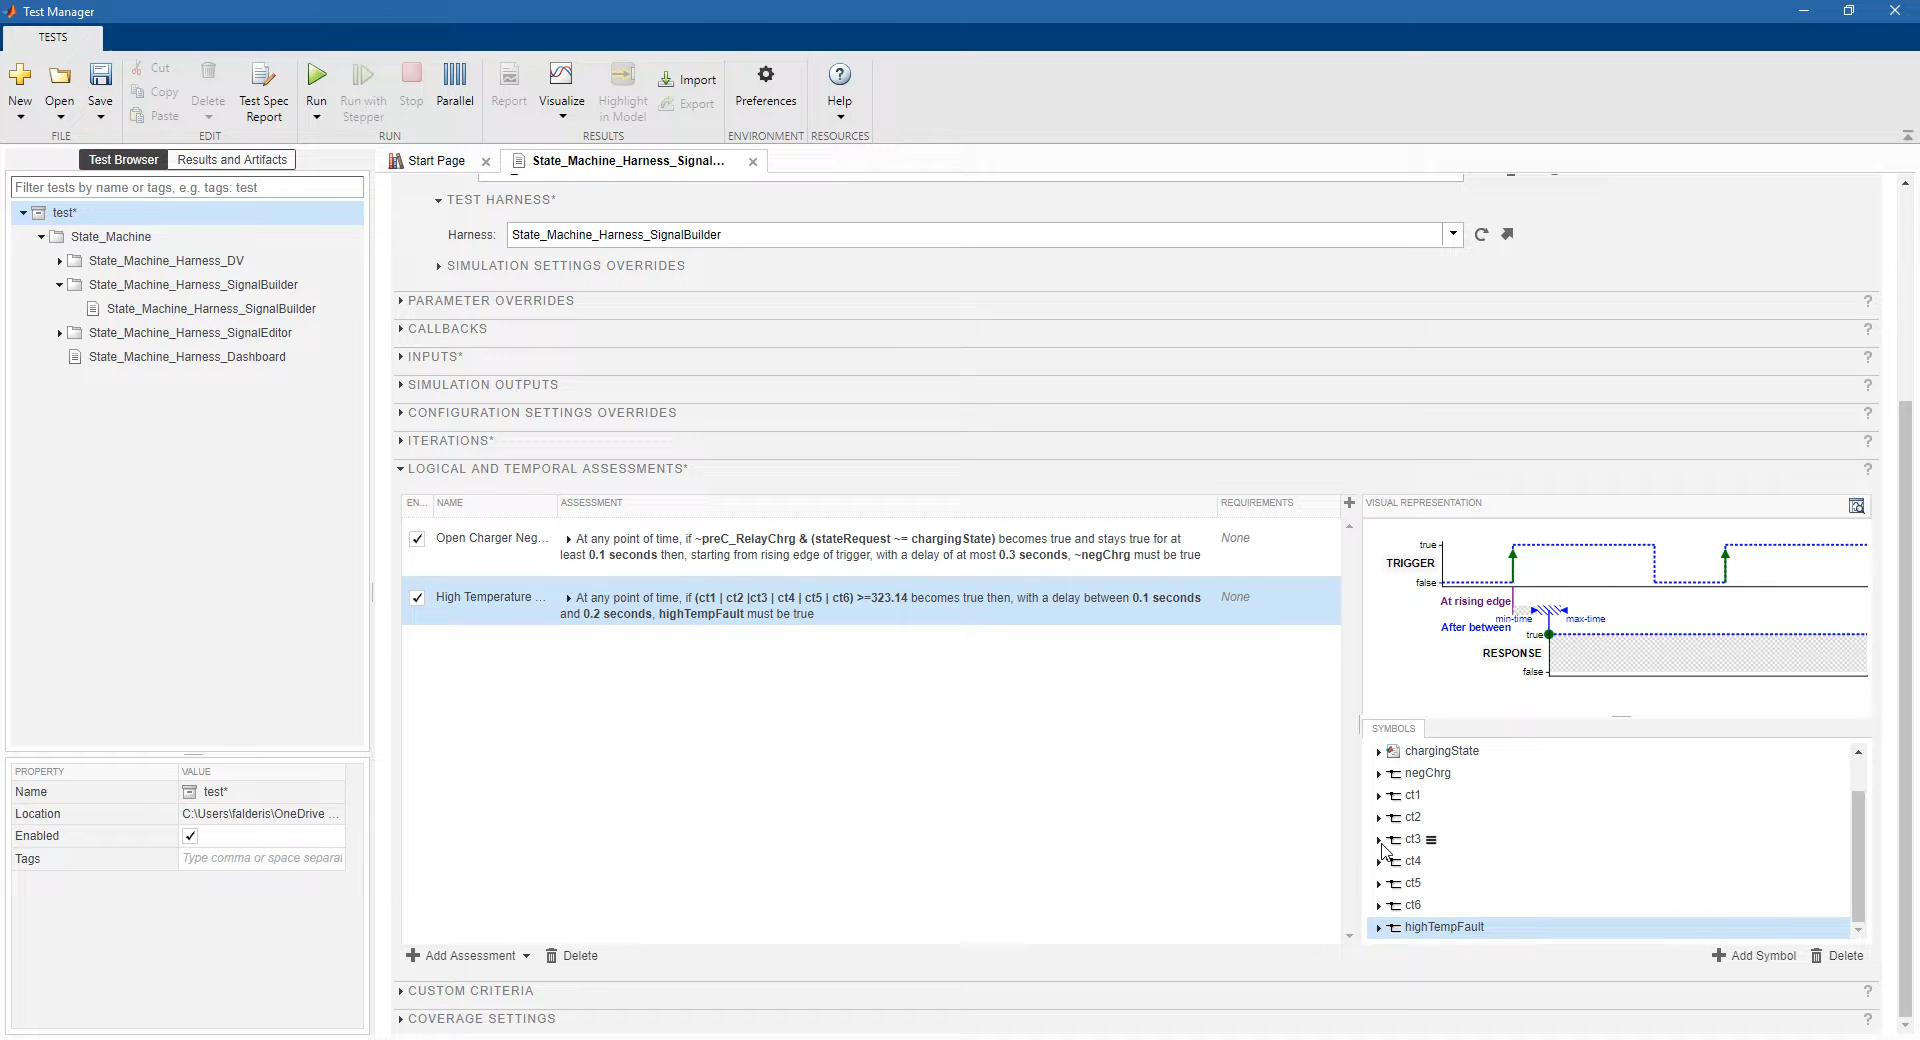 Test Manager
TESTS
New
Open
Save
Cut
Copy
Paste
Delete
Test Spec
Report
Run
Run with
Stepper
Stop
Parallel
Report
Visualize
Highlight
in Model
Import
Export
Preferences
Help
FILE
EDIT
RUN
RESULTS
ENVIRONMENT
RESOURCES
Test Browser
Results and Artifacts
Start Page
State_Machine_Harness_Signal...
Filter tests by name or tags, e.g. tags: test
test*
State_Machine
State_Machine_Harness_DV
State_Machine_Harness_SignalBuilder
State_Machine_Harness_SignalBuilder
State_Machine_Harness_SignalEditor
State_Machine_Harness_Dashboard
PROPERTY VALUE
Name test*
Location C:\Users\falderis\OneDrive ...
Enabled
Tags Type comma or space separat
TEST HARNESS*
Harness: State_Machine_Harness_SignalBuilder
SIMULATION SETTINGS OVERRIDES
PARAMETER OVERRIDES ?
CALLBACKS ?
INPUTS* ?
SIMULATION OUTPUTS ?
CONFIGURATION SETTINGS OVERRIDES ?
ITERATIONS* ?
LOGICAL AND TEMPORAL ASSESSMENTS* ?
EN... NAME ASSESSMENT REQUIREMENTS
Open Charger Neg...
At any point of time, if ~preC_RelayChrg & (stateRequest ~= chargingState) becomes true and stays true for at
least 0.1 seconds then, starting from rising edge of trigger, with a delay of at most 0.3 seconds, ~negChrg must be true
None
High Temperature ...
At any point of time, if (ct1 | ct2 |ct3 | ct4 | ct5 | ct6) >=323.14 becomes true then, with a delay between 0.1 seconds
and 0.2 seconds, highTempFault must be true
None
Add Assessment
Delete
VISUAL REPRESENTATION
true
TRIGGER
false
At rising edge
min-time
max-time
After between
true
RESPONSE
false
SYMBOLS
chargingState
negChrg
ct1
ct2
ct3
ct4
ct5
ct6
highTempFault
Add Symbol
Delete
CUSTOM CRITERIA ?
COVERAGE SETTINGS ?